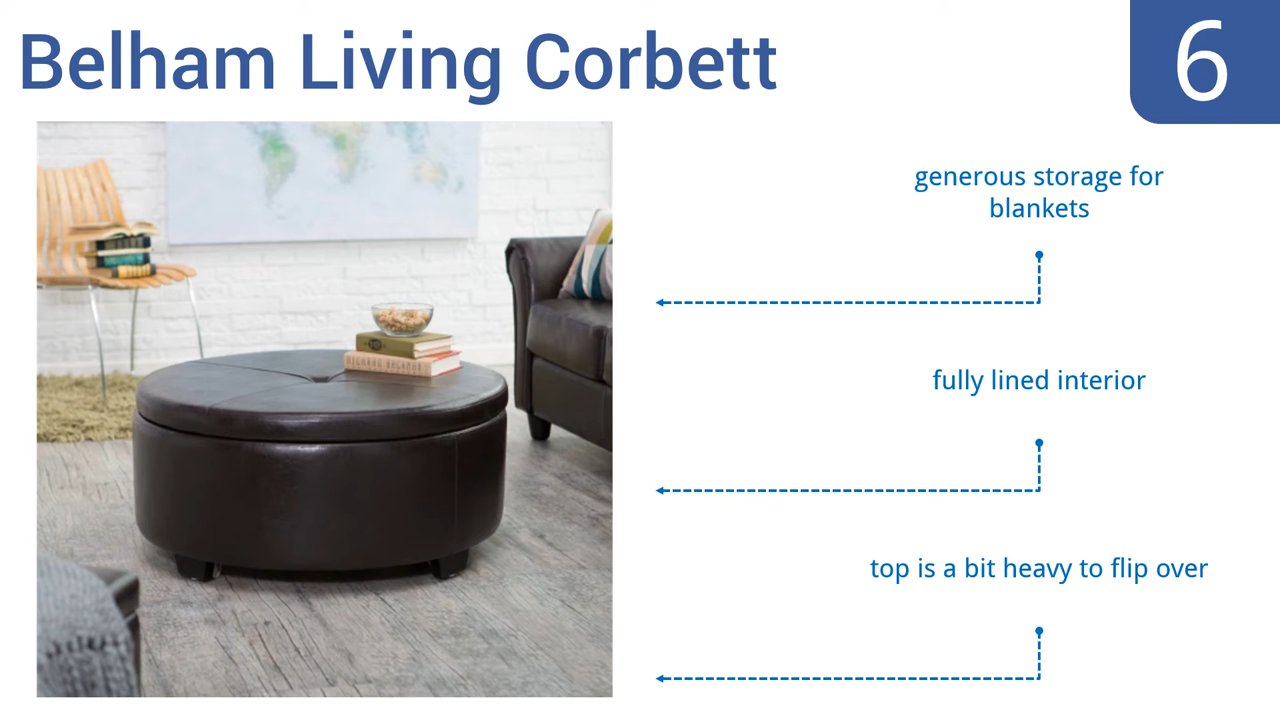 Belham Living Corbett
6
generous storage for
blankets
fully lined interior
top is a bit heavy to flip over